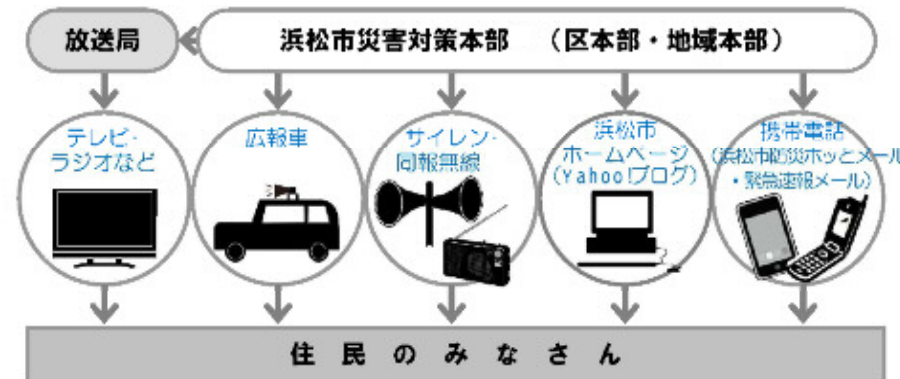 放送局
浜松市災害対策本部 （区本部・地域本部）
テレビ・
ラジオなど
広報車
サイレン・
同報無線
浜松市
ホームページ
(Yahoo!ブログ)
携帯電話
(浜松市防災ホッとメール
・緊急速報メール)
住民のみなさん